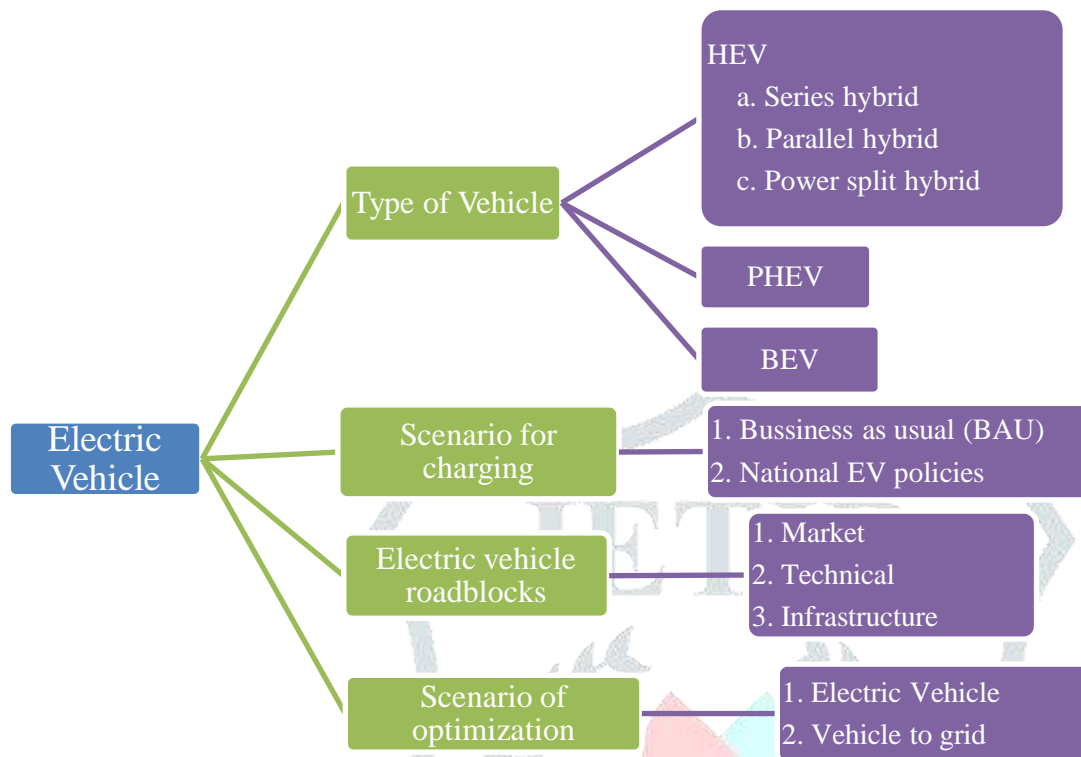 Electric
Vehicle
Type of Vehicle
HEV
a. Series hybrid
b. Parallel hybrid
c. Power split hybrid
PHEV
BEV
Scenario for
charging
1. Bussiness as usual (BAU)
2. National EV policies
Electric vehicle
roadblocks
1. Market
2. Technical
3. Infrastructure
Scenario of
optimization
1. Electric Vehicle
2. Vehicle to grid